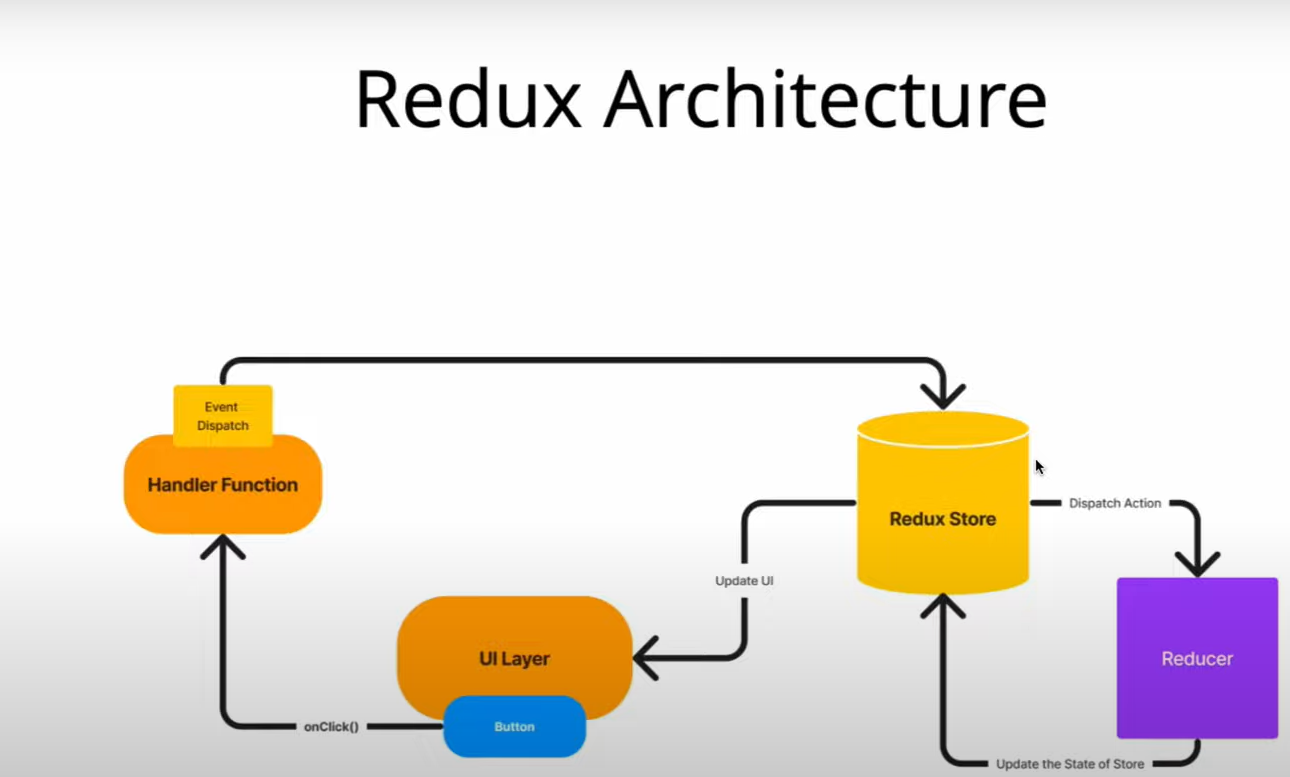 Redux Architecture
Event
Dispatch
Handler Function
Redux Store
Dispatch Action
Update UI
UI Layer
Reducer
onClick()
Button
Update the State of Store